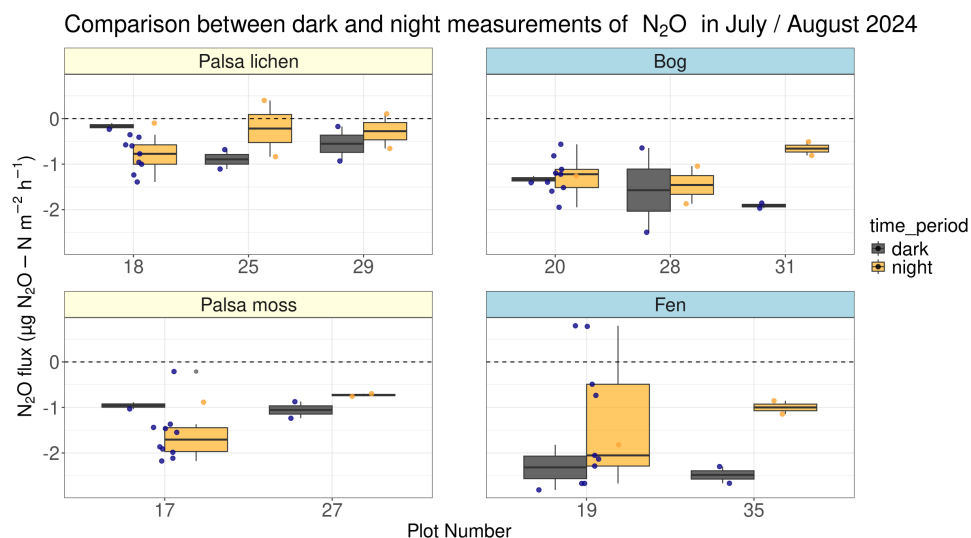 Comparison between dark and night measurements of N₂O in July / August 2024
Palsa lichen
Bog
0
-1
-2
18
25
29
20
28
31
Palsa moss
Fen
0
-1
-2
17
27
19
35
N₂O flux (µg N₂O – N m⁻² h⁻¹)
Plot Number
time_period
dark
night